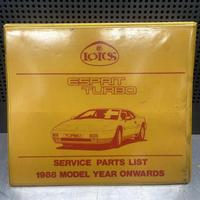 LOTUS
ESPRIT
TURBO
SERVICE PARTS LIST
1988 MODEL YEAR ONWARDS